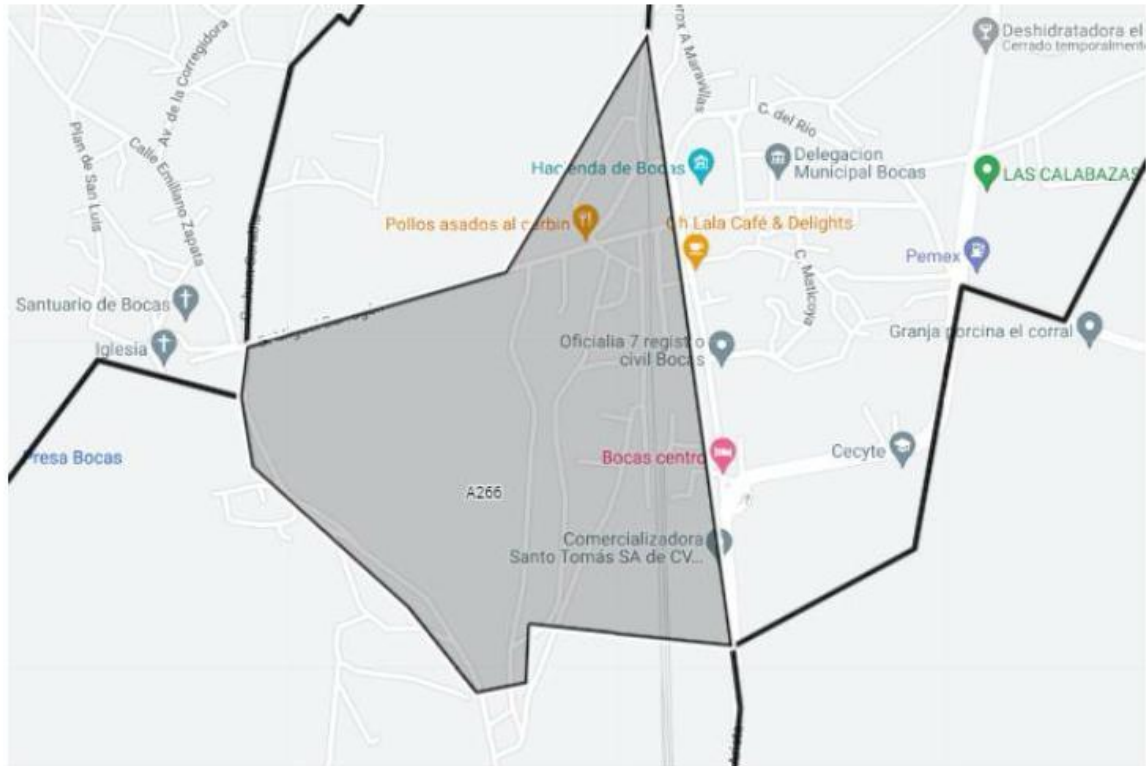 Deshidratadora el
Cerrado temporalmente
Av. de la Corregidora
C. del Rio
Plan de San Luis
Calle Emiliano Zapata
Hacienda de Bocas
Delegacion
Municipal Bocas
LAS CALABAZAS
Pollos asados al carbin
Oh Lala Café & Delights
C. Maticoya
Pemex
Santuario de Bocas
Iglesia
Oficialia 7 registro
civil Bocas
Granja porcina el corral
Presa Bocas
Bocas centro
Cecyte
A266
Comercializadora
Santo Tomás SA de CV...